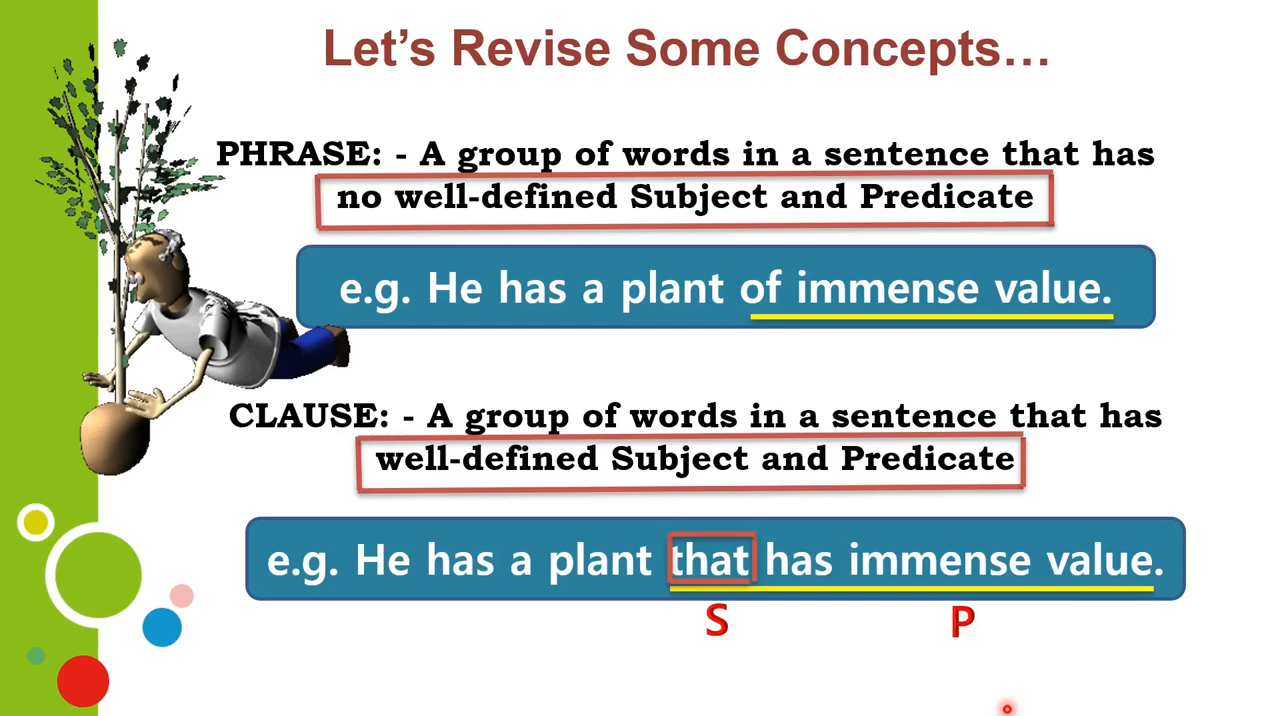 Let’s Revise Some Concepts…
PHRASE: - A group of words in a sentence that has
no well-defined Subject and Predicate
e.g. He has a plant of immense value.
CLAUSE: - A group of words in a sentence that has
well-defined Subject and Predicate
e.g. He has a plant that has immense value.
S P